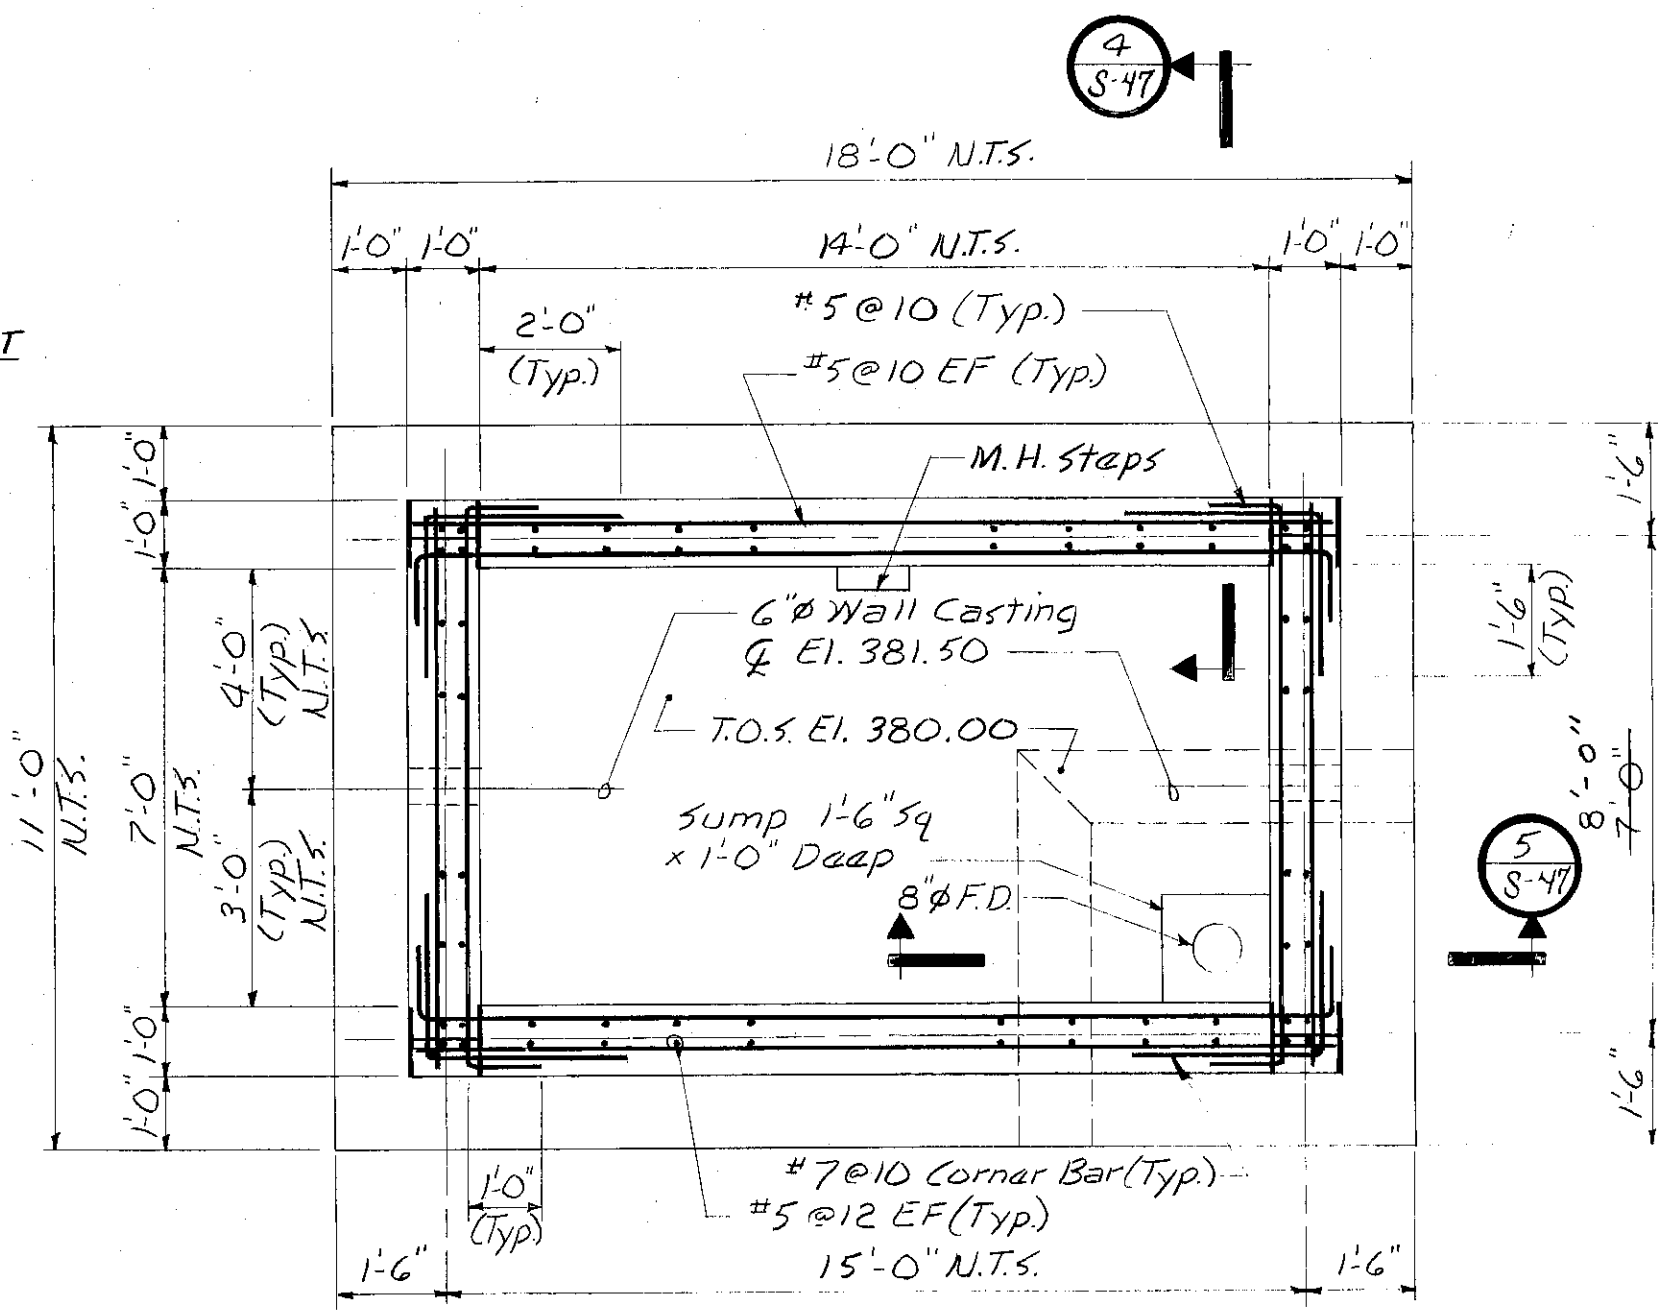 4
S-47
18'-0" N.T.S.
1'-0" 1'-0" 14'-0" N.T.S. 1'-0" 1'-0"
#5@10 (Typ.)
2'-0"
(Typ.)
#5@10 EF (Typ.)
T
M.H. Steps
1'-0"
1'-0"
1'-6"
6"ø Wall Casting
℄ El. 381.50
1'-6"
(Typ.)
4'-0"
(Typ.)
N.T.S.
T.O.S. El. 380.00
11'-0"
N.T.S.
7'-0"
N.T.S.
8'-0"
7'-0"
Sump 1'-6" Sq
x 1'-0" Deep
5
S-47
3'-0"
(Typ.)
N.T.S.
8"ø F.D.
1'-0"
1'-0"
1'-6"
#7@10 Corner Bar (Typ.)
1'-0"
(Typ.)
#5@12 EF (Typ.)
1'-6" 15'-0" N.T.S. 1'-6"